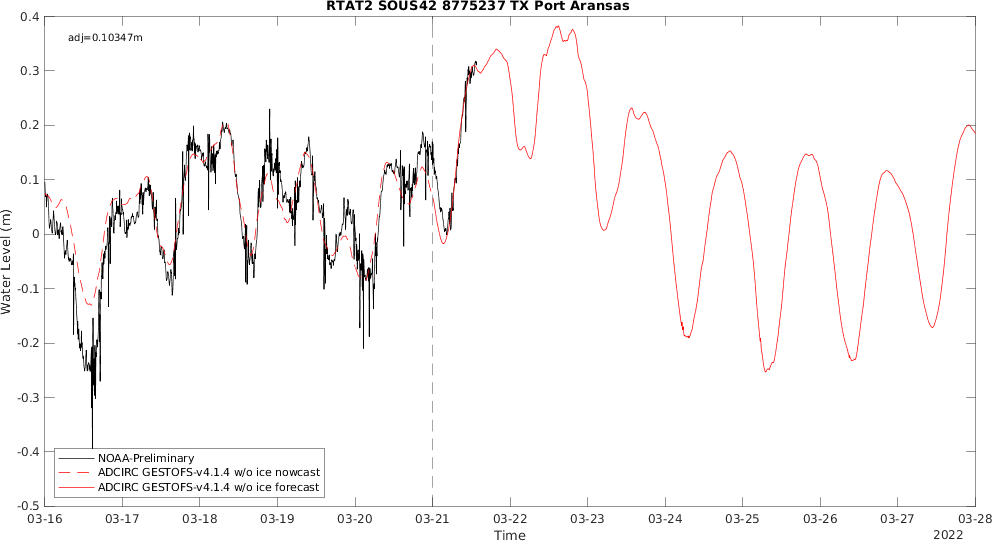 RTAT2 SOUS42 8775237 TX Port Aransas
adj=0.10347m
0.4
0.3
0.2
0.1
0
-0.1
-0.2
-0.3
-0.4
-0.5
Water Level (m)
NOAA-Preliminary
ADCIRC GESTOFS-v4.1.4 w/o ice nowcast
ADCIRC GESTOFS-v4.1.4 w/o ice forecast
03-16 03-17 03-18 03-19 03-20 03-21 03-22 03-23 03-24 03-25 03-26 03-27 03-28
Time
2022